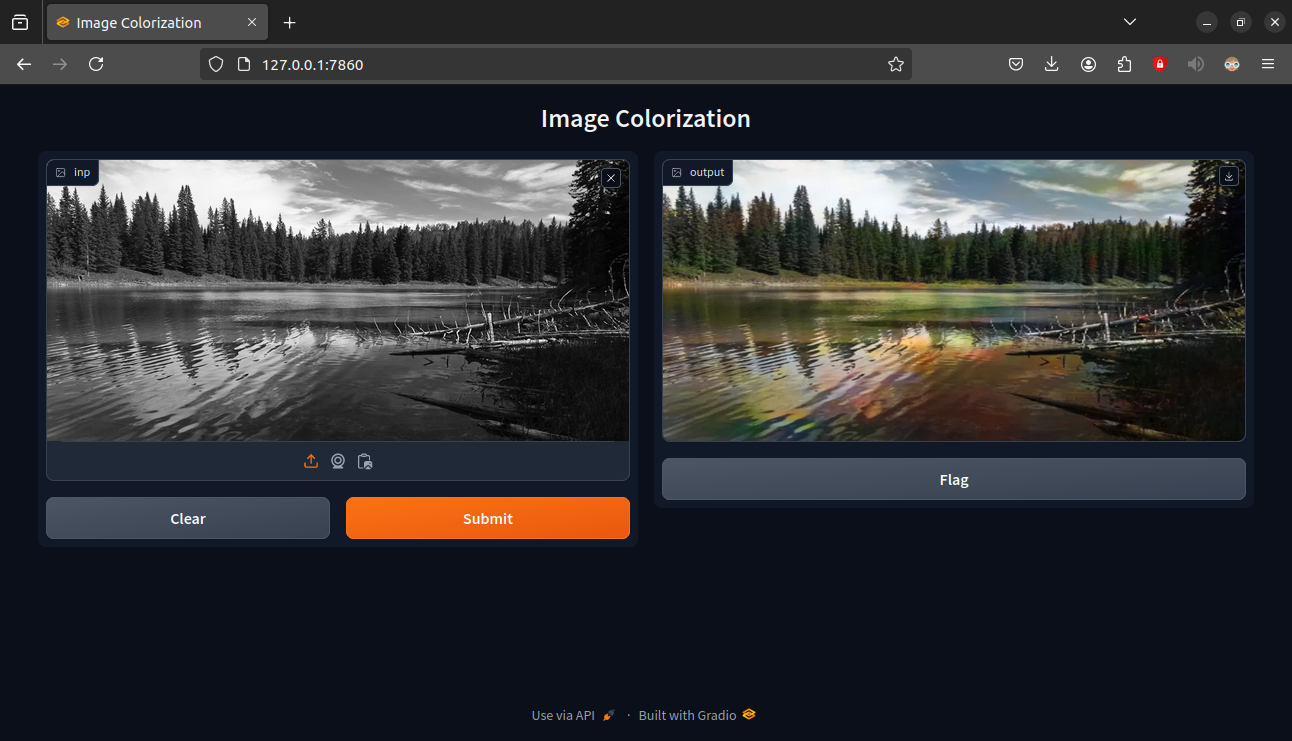 Image Colorization
127.0.0.1:7860
Image Colorization
inp
output
Flag
Clear
Submit
Use via API · Built with Gradio